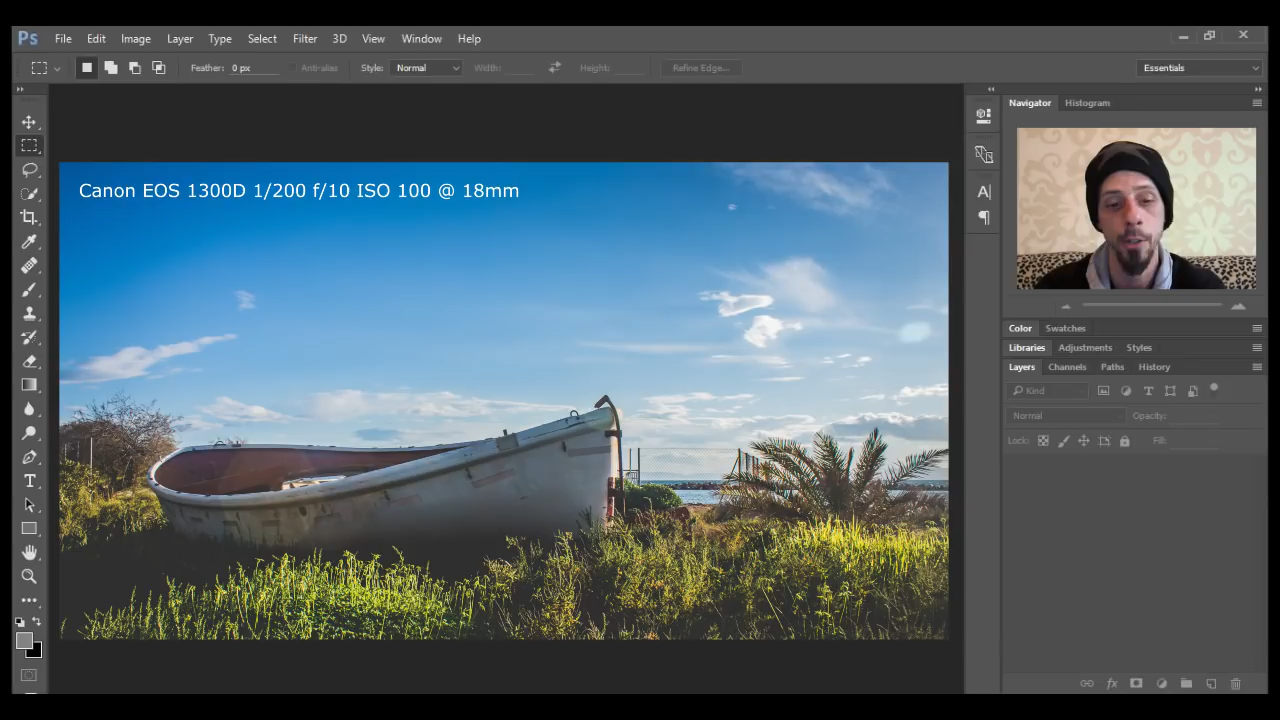 Ps File Edit Image Layer Type Select Filter 3D View Window Help
Feather: 0 px Anti-alias Style: Normal Width: Height: Refine Edge... Essentials
Navigator Histogram
Canon EOS 1300D 1/200 f/10 ISO 100 @ 18mm
Color Swatches
Libraries Adjustments Styles
Layers Channels Paths History
Kind
Normal Opacity:
Lock: Fill: